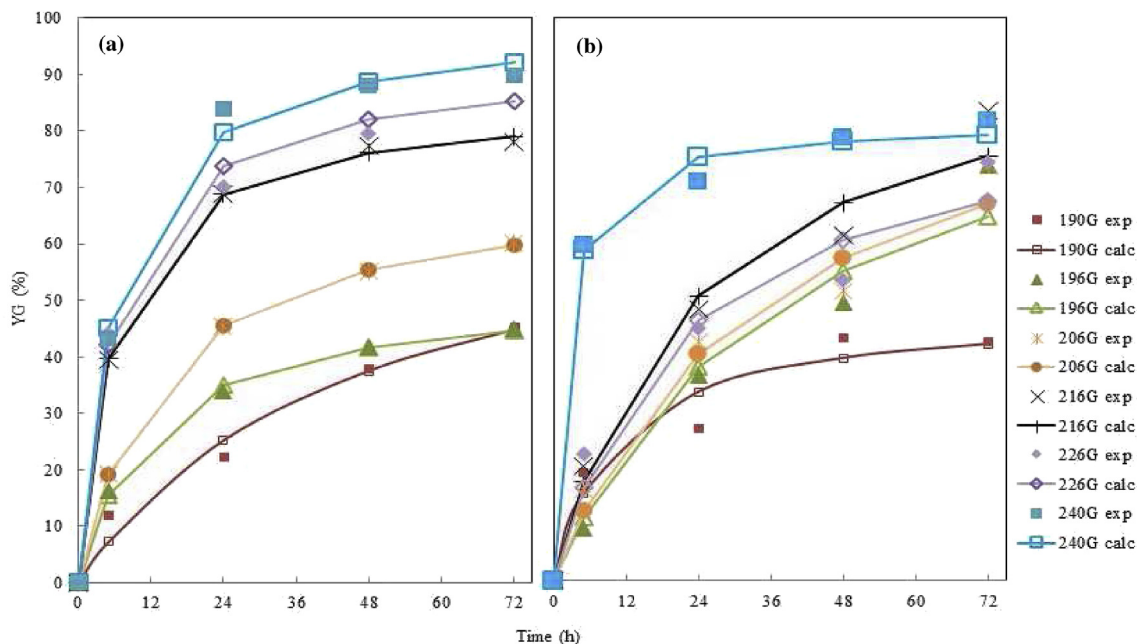 (a)
(b)
100
90
80
70
60
50
40
30
20
10
0
YG (%)
0 12 24 36 48 60 72
0 12 24 36 48 60 72
Time (h)
190G exp
190G calc
196G exp
196G calc
206G exp
206G calc
216G exp
216G calc
226G exp
226G calc
240G exp
240G calc